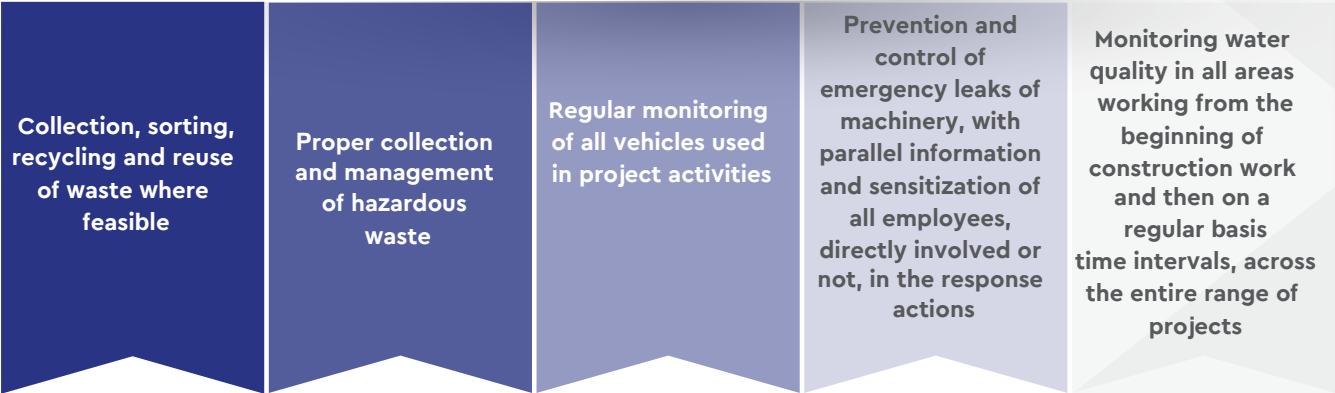 Collection, sorting,
recycling and reuse
of waste where
feasible
Proper collection
and management
of hazardous
waste
Regular monitoring
of all vehicles used
in project activities
Prevention and
control of
emergency leaks of
machinery, with
parallel information
and sensitization of
all employees,
directly involved or
not, in the response
actions
Monitoring water
quality in all areas
working from the
beginning of
construction work
and then on a
regular basis
time intervals, across
the entire range of
projects